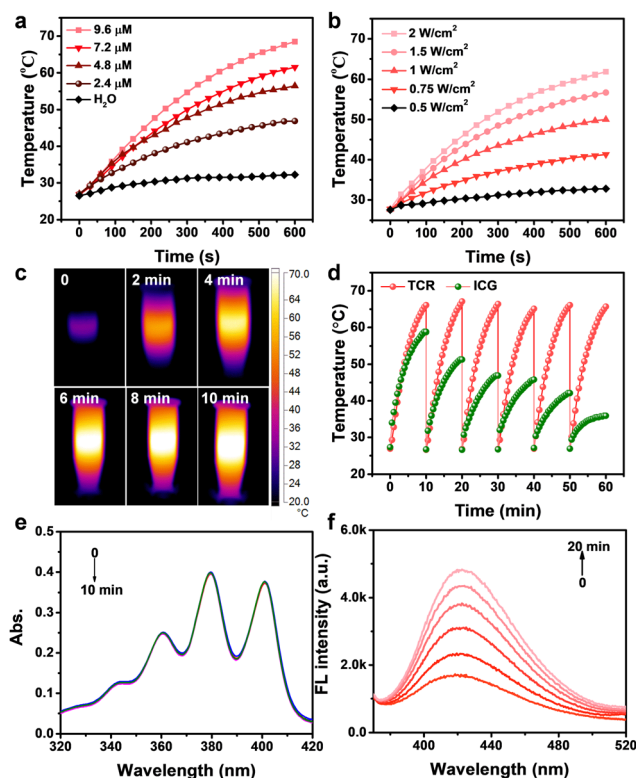 a
9.6 μM
7.2 μM
4.8 μM
2.4 μM
H₂O
70
60
50
40
30
20
0 100 200 300 400 500 600
Temperature (°C)
Time (s)
b
2 W/cm²
1.5 W/cm²
1 W/cm²
0.75 W/cm²
0.5 W/cm²
70
60
50
40
30
0 100 200 300 400 500 600
Temperature (°C)
Time (s)
c
0
2 min
4 min
6 min
8 min
10 min
70.0
64
60
56
52
48
44
40
36
32
28
24
20.0
°C
d
TCR
ICG
75
65
55
45
35
25
0 10 20 30 40 50 60
Temperature (°C)
Time (min)
e
0
10 min
0.5
0.4
0.3
0.2
0.1
0.0
320 340 360 380 400 420
Abs.
Wavelength (nm)
f
20 min
0
6.0k
4.0k
2.0k
0.0
400 440 480 520
FL intensity (a.u.)
Wavelength (nm)